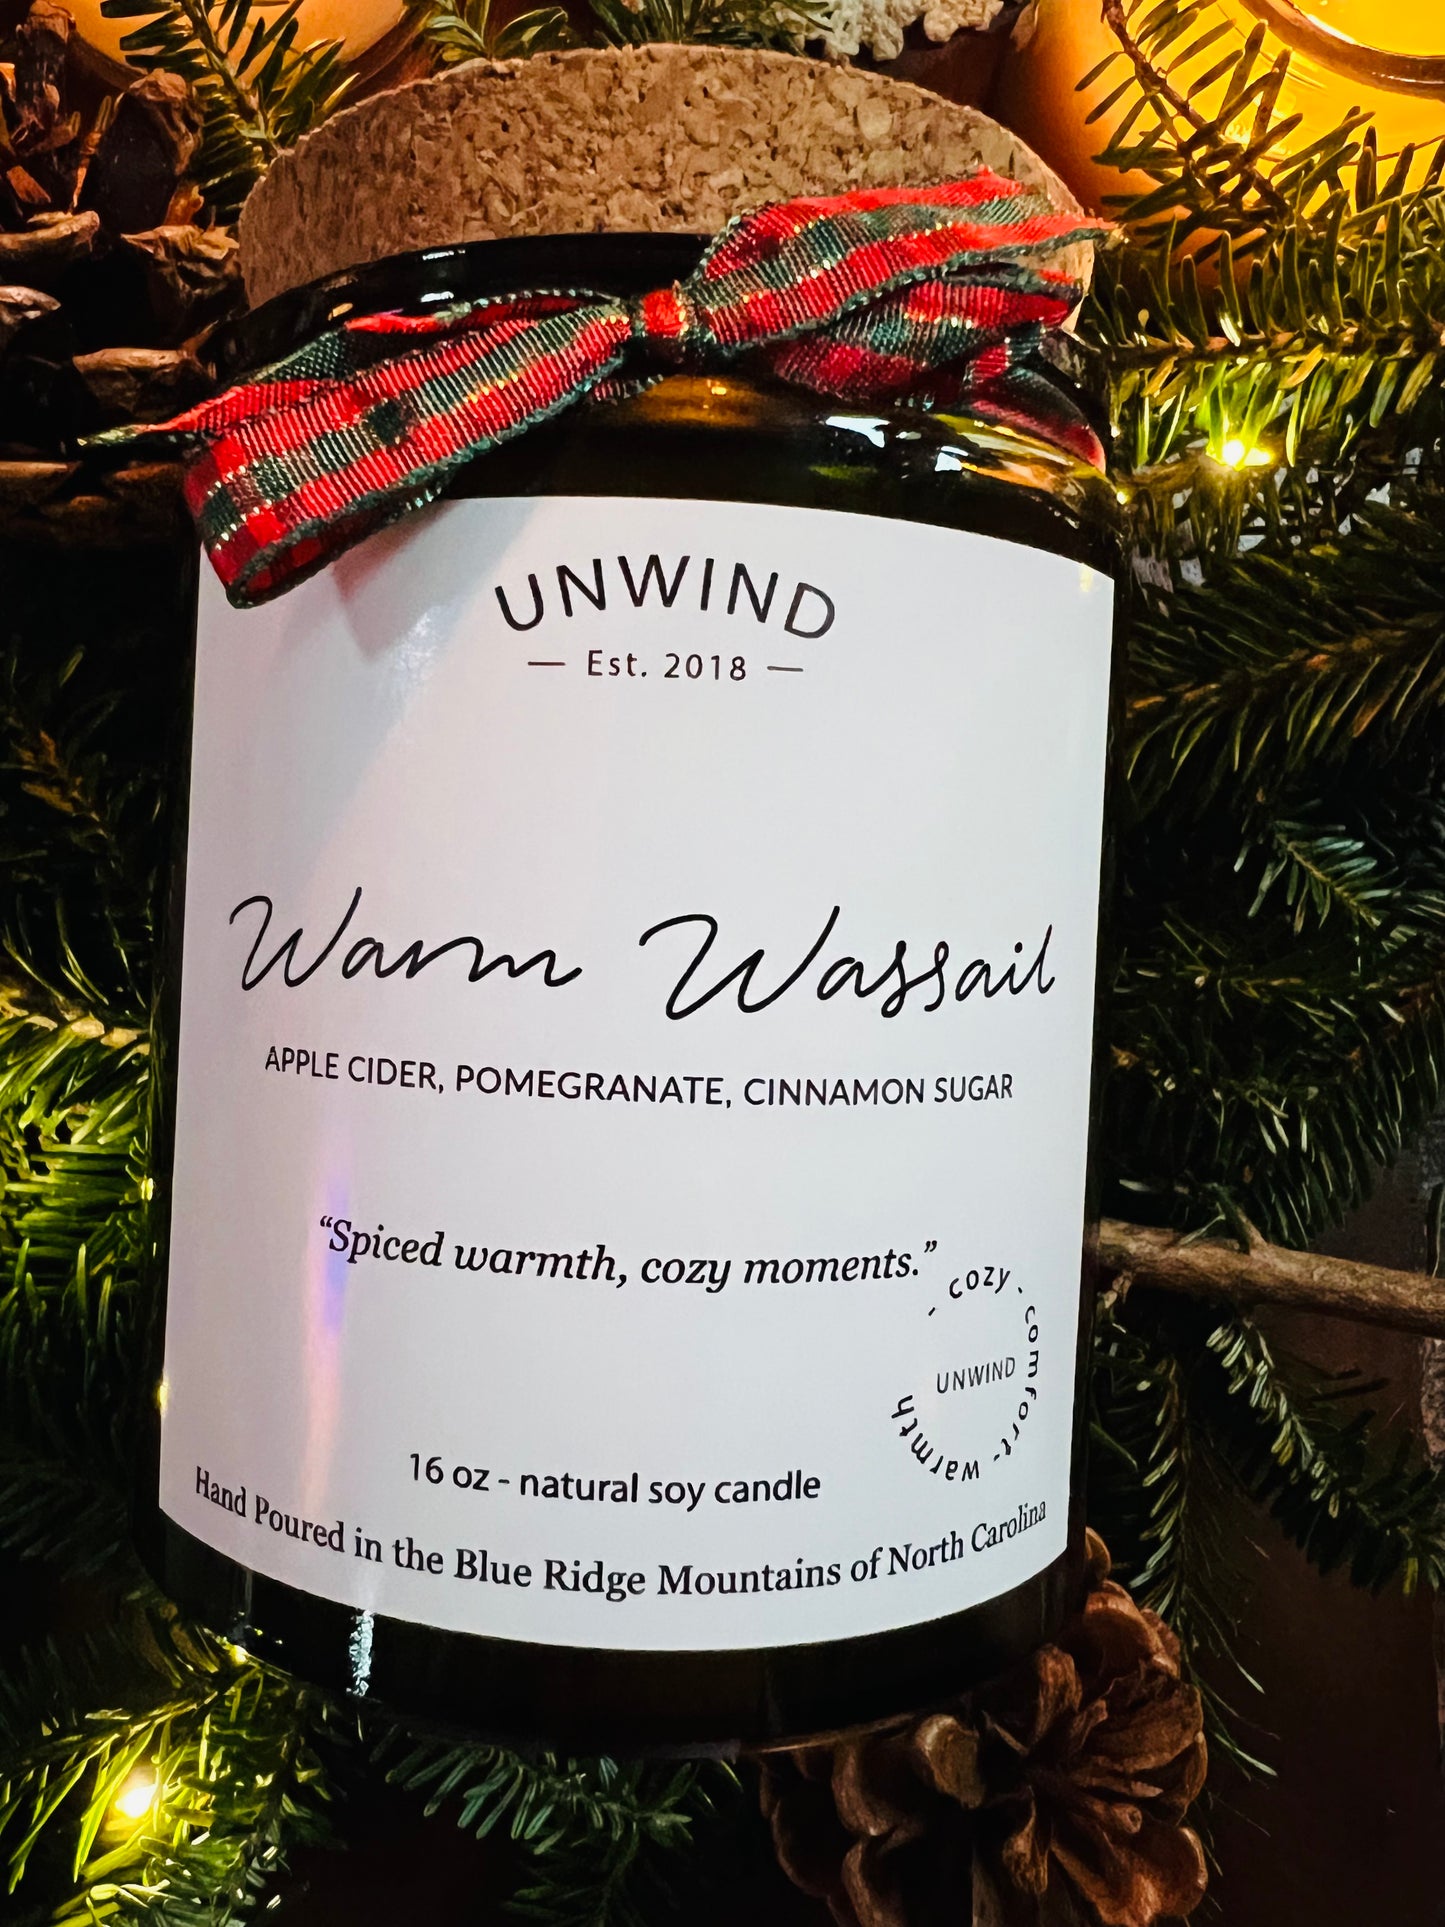 UNWIND
— Est. 2018 —
Warm Wassail
APPLE CIDER, POMEGRANATE, CINNAMON SUGAR
“Spiced warmth, cozy moments.”
· cozy · comfort · warmth
UNWIND
16 oz - natural soy candle
Hand Poured in the Blue Ridge Mountains of North Carolina